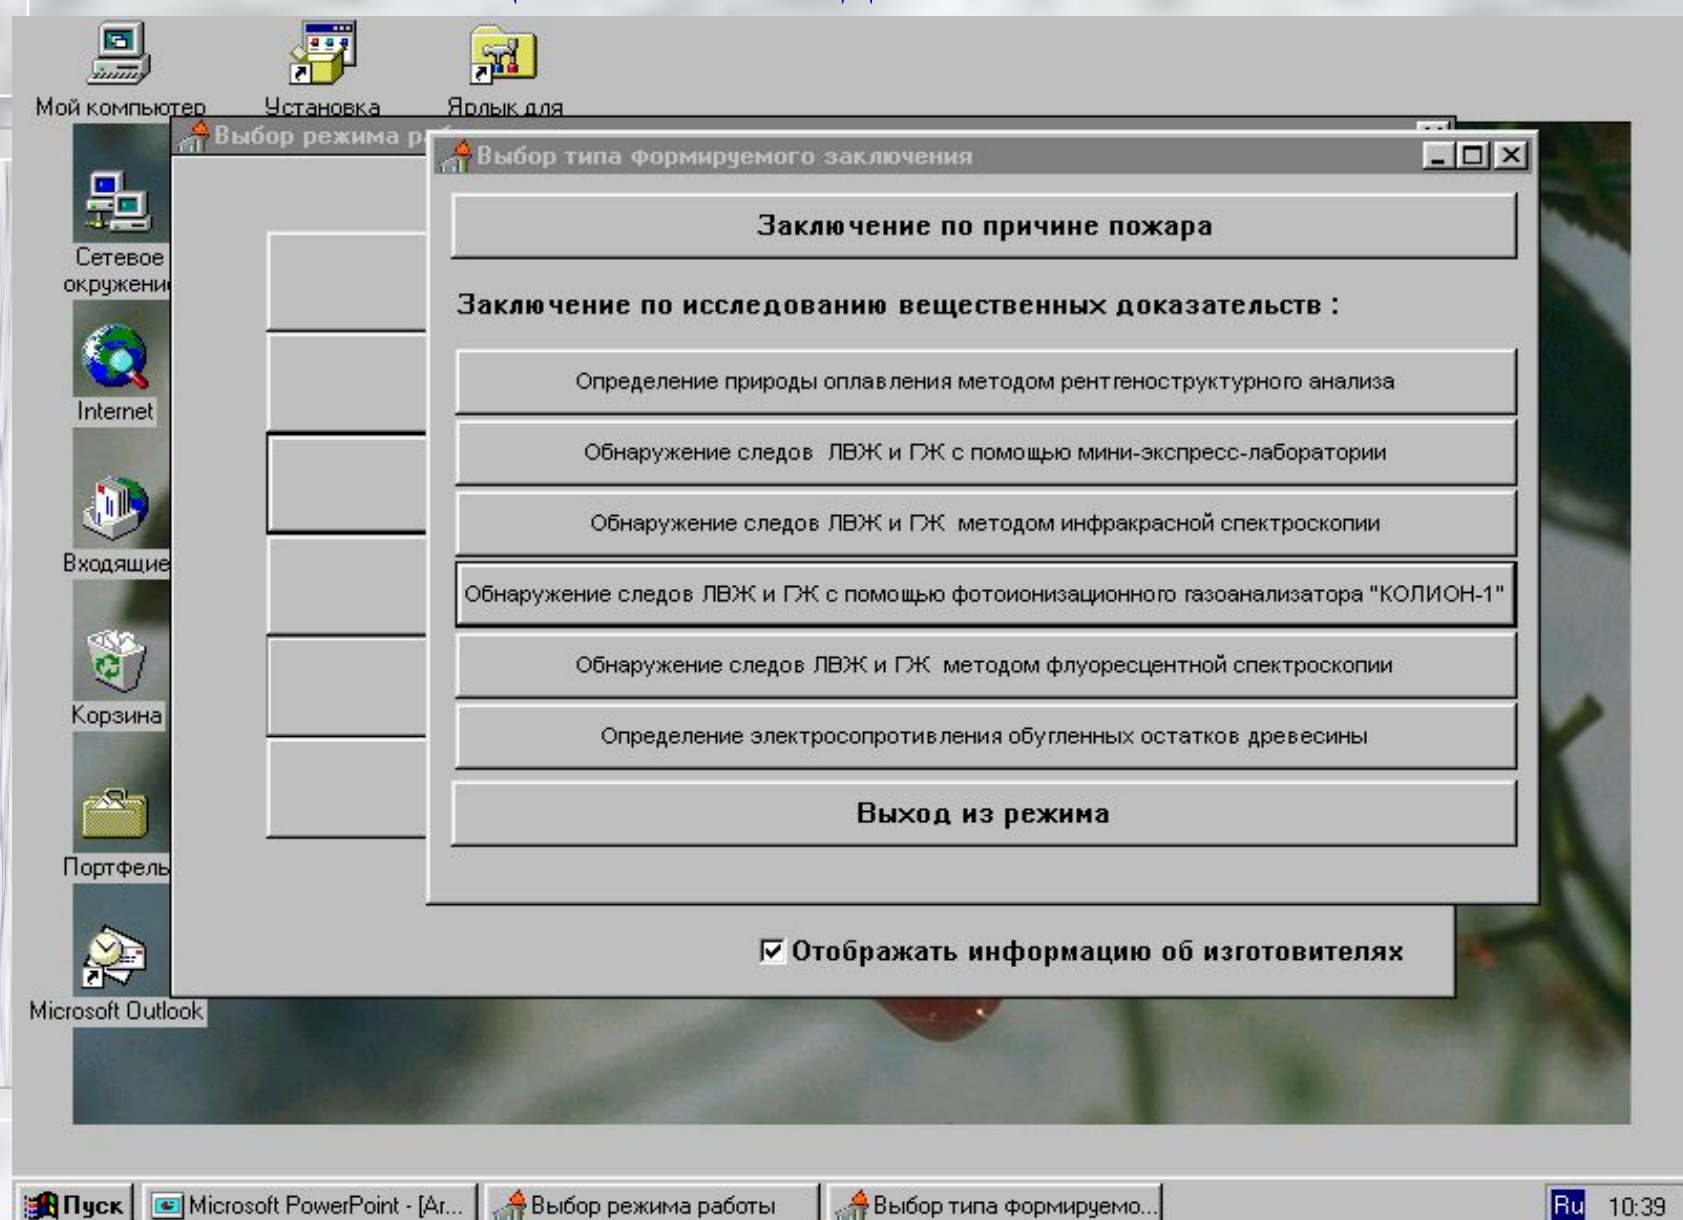 Мой компьютер
Установка
Ярлык для
Выбор режима р
Выбор типа формируемого заключения
Заключение по причине пожара
Сетевое
окружени
Заключение по исследованию вещественных доказательств :
Определение природы оплавления методом рентгеноструктурного анализа
Internet
Обнаружение следов ЛВЖ и ГЖ с помощью мини-экспресс-лаборатории
Обнаружение следов ЛВЖ и ГЖ методом инфракрасной спектроскопии
Входящие
Обнаружение следов ЛВЖ и ГЖ с помощью фотоионизационного газоанализатора "КОЛИОН-1"
Обнаружение следов ЛВЖ и ГЖ методом флуоресцентной спектроскопии
Корзина
Определение электросопротивления обугленных остатков древесины
Выход из режима
Портфель
Отображать информацию об изготовителях
Microsoft Outlook
Пуск
Microsoft PowerPoint - [Ar...
Выбор режима работы
Выбор типа формируемо...
Ru
10:39